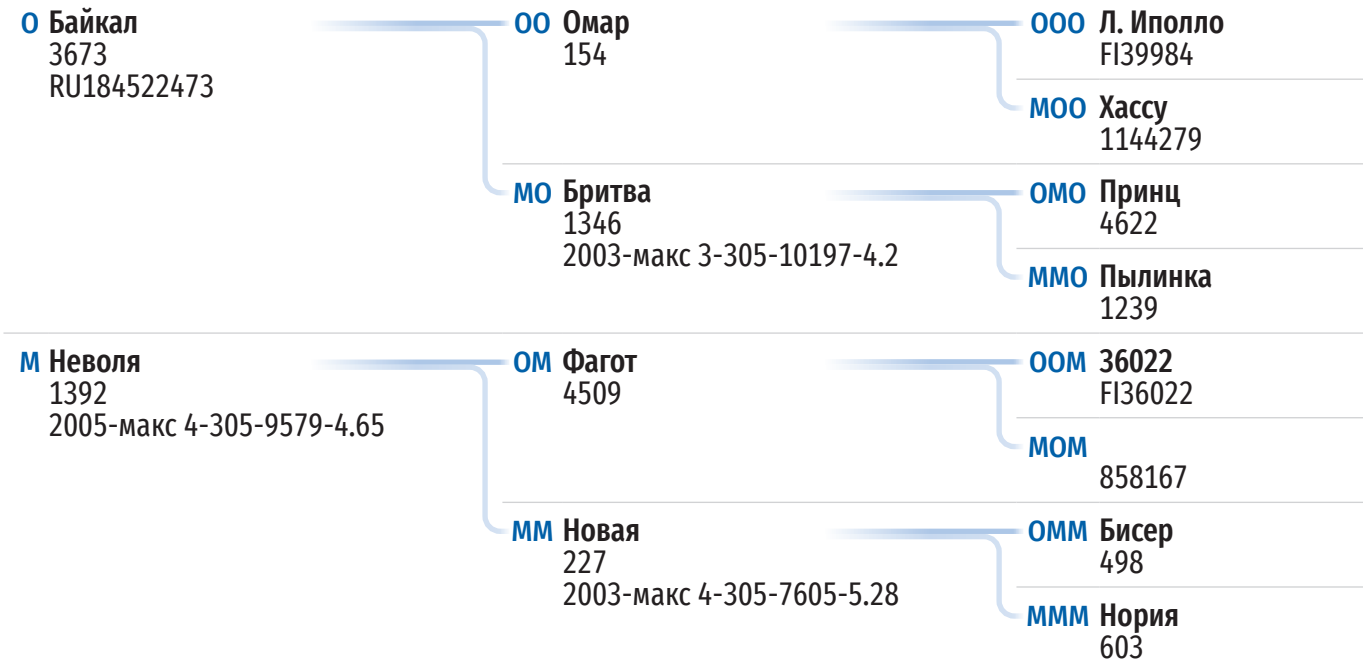 О Байкал
3673
RU184522473
ОО Омар
154
ООО Л. Иполло
FI39984
МОО Хассу
1144279
МО Бритва
1346
2003-макс 3-305-10197-4.2
ОМО Принц
4622
ММО Пылинка
1239
М Неволя
1392
2005-макс 4-305-9579-4.65
ОМ Фагот
4509
ООМ 36022
FI36022
МОМ
858167
ММ Новая
227
2003-макс 4-305-7605-5.28
ОММ Бисер
498
МММ Нория
603